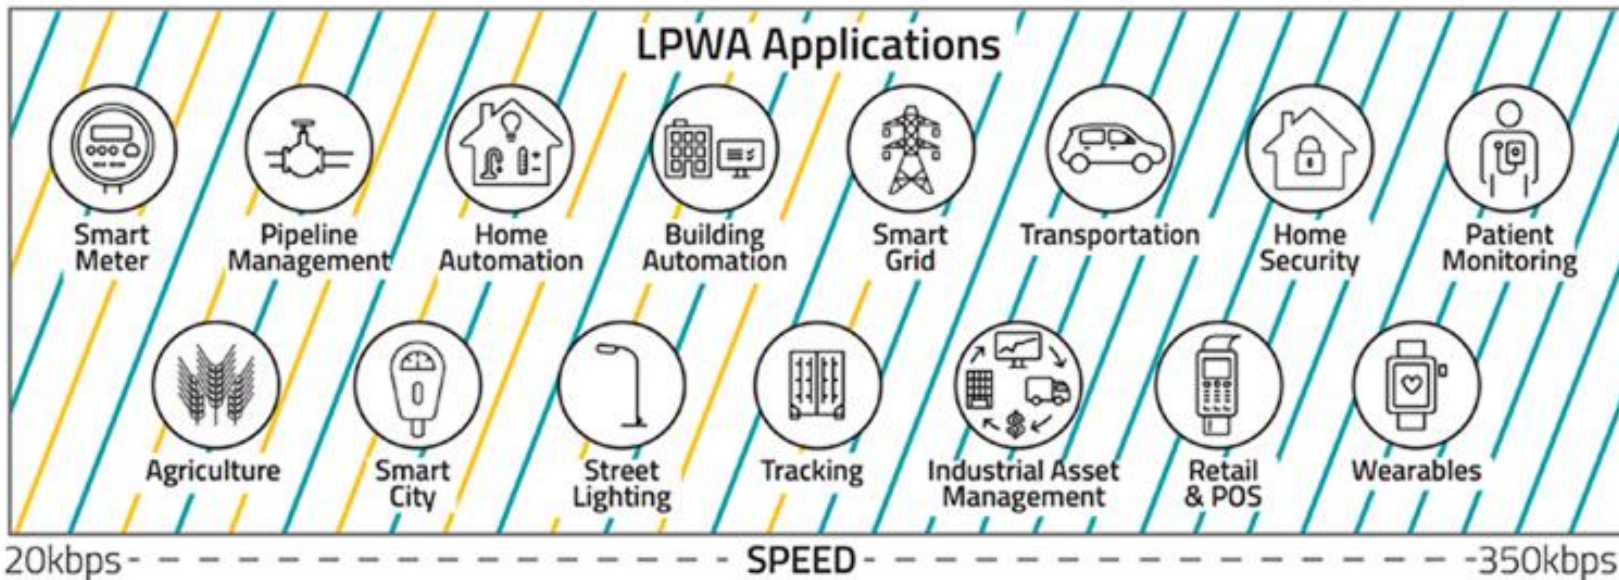 LPWA Applications
Smart
Meter
Pipeline
Management
Home
Automation
Building
Automation
Smart
Grid
Transportation
Home
Security
Patient
Monitoring
Agriculture
Smart
City
Street
Lighting
Tracking
Industrial Asset
Management
Retail
& POS
Wearables
20kbps SPEED 350kbps